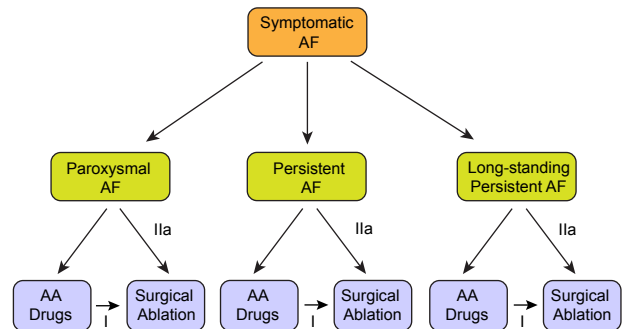 Symptomatic
AF
Paroxysmal
AF
Persistent
AF
Long-standing
Persistent AF
IIa
IIa
IIa
AA
Drugs
I
Surgical
Ablation
AA
Drugs
I
Surgical
Ablation
AA
Drugs
I
Surgical
Ablation